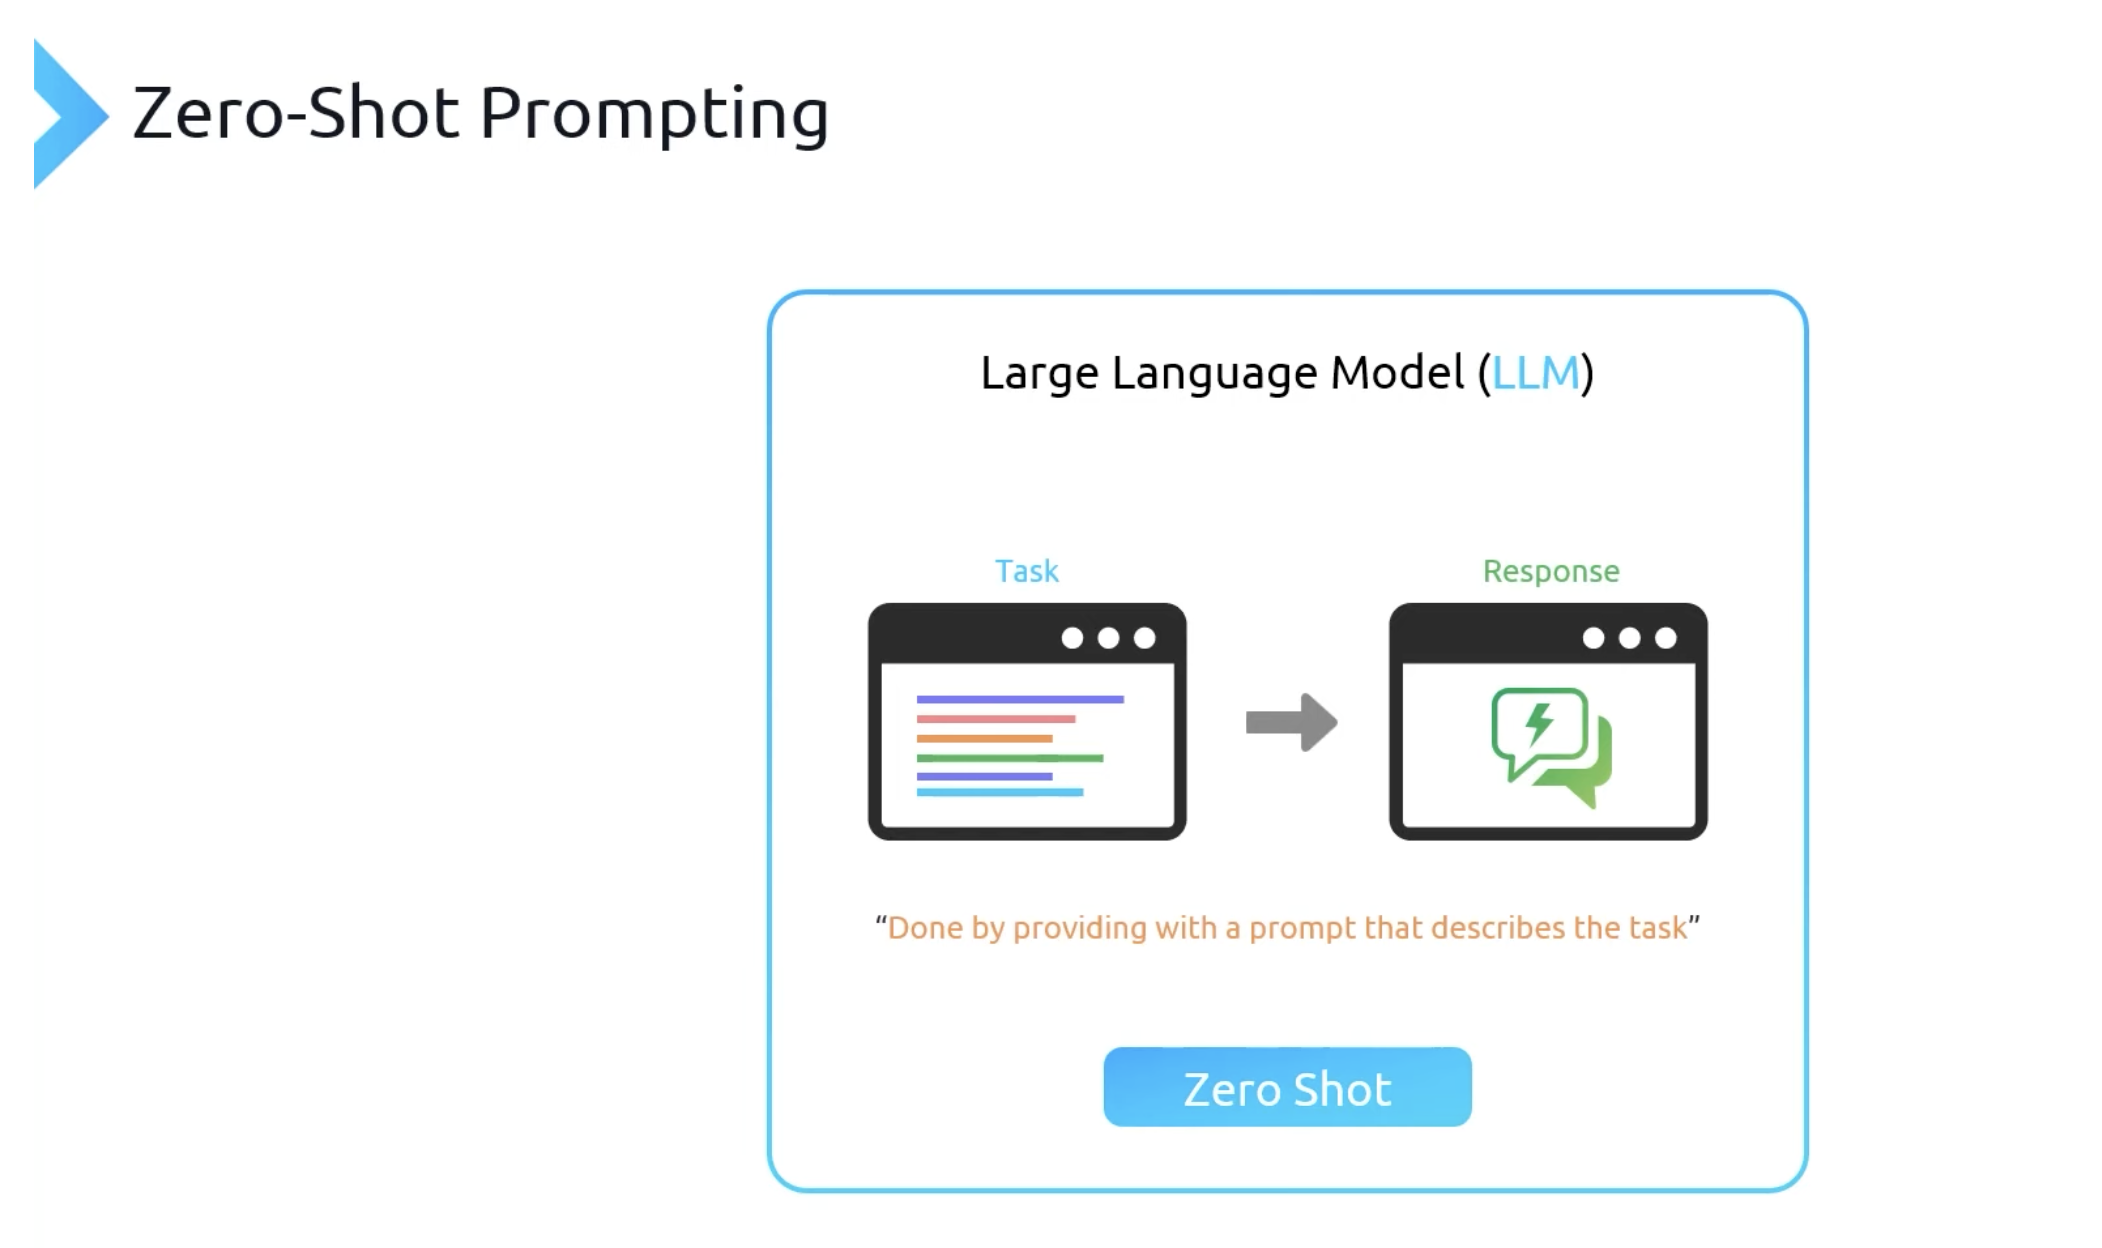 Zero-Shot Prompting
Large Language Model (LLM)
Task
Response
“Done by providing with a prompt that describes the task”
Zero Shot